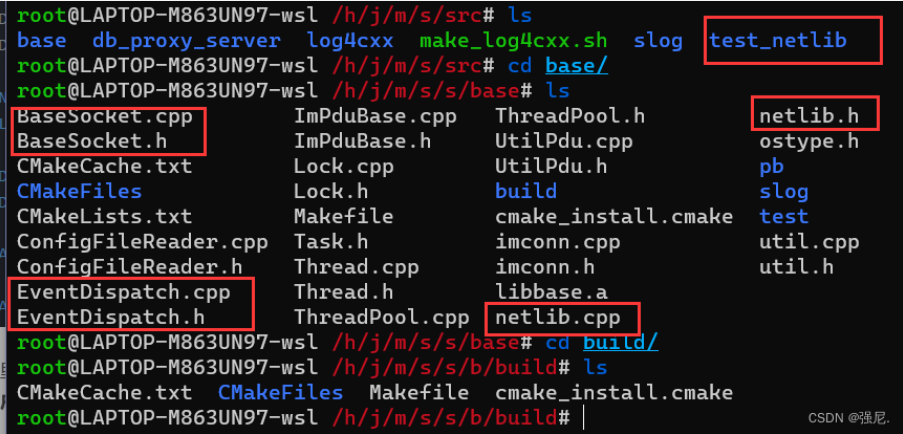 root@LAPTOP-M863UN97-wsl /h/j/m/s/src# ls
base db_proxy_server log4cxx make_log4cxx.sh slog test_netlib
root@LAPTOP-M863UN97-wsl /h/j/m/s/src# cd base/
root@LAPTOP-M863UN97-wsl /h/j/m/s/s/base# ls
BaseSocket.cpp ImPduBase.cpp ThreadPool.h netlib.h
BaseSocket.h ImPduBase.h UtilPdu.cpp ostype.h
CMakeCache.txt Lock.cpp UtilPdu.h pb
CMakeFiles Lock.h build slog
CMakeLists.txt Makefile cmake_install.cmake test
ConfigFileReader.cpp Task.h imconn.cpp util.cpp
ConfigFileReader.h Thread.cpp imconn.h util.h
EventDispatch.cpp Thread.h libbase.a
EventDispatch.h ThreadPool.cpp netlib.cpp
root@LAPTOP-M863UN97-wsl /h/j/m/s/s/base# cd build/
root@LAPTOP-M863UN97-wsl /h/j/m/s/s/b/build# ls
CMakeCache.txt CMakeFiles Makefile cmake_install.cmake
root@LAPTOP-M863UN97-wsl /h/j/m/s/s/b/build#
CSDN @强尼.